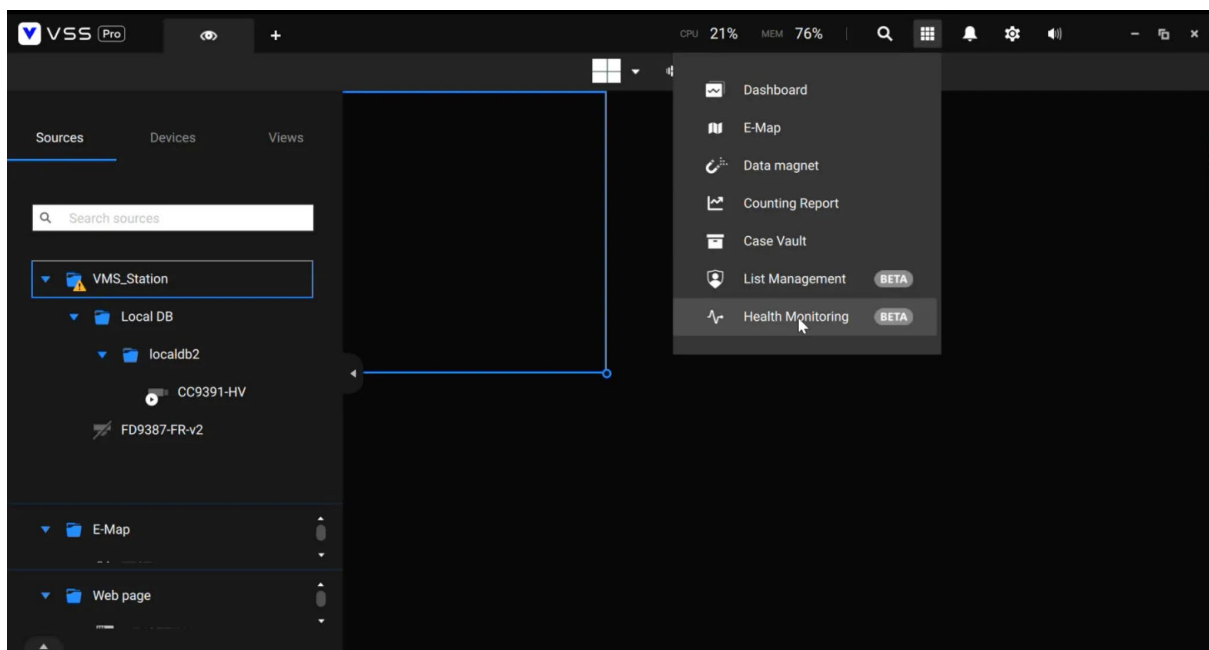 VSS Pro
+
CPU 21% MEM 76%
Dashboard
E-Map
Data magnet
Counting Report
Case Vault
List Management BETA
Health Monitoring BETA
Sources Devices Views
Search sources
VMS_Station
Local DB
localdb2
CC9391-HV
FD9387-FR-v2
E-Map
Web page